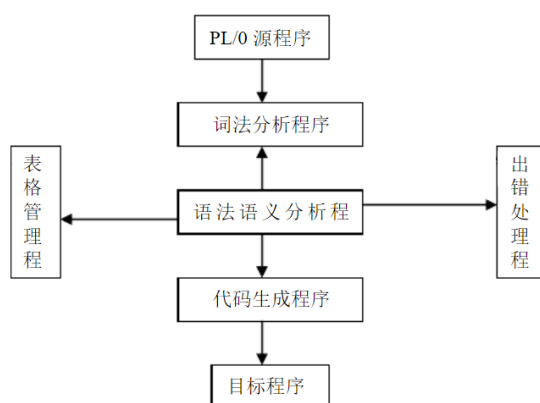 PL/0 源程序
词法分析程序
表格管理程
语法语义分析程
出错处理程
代码生成程序
目标程序